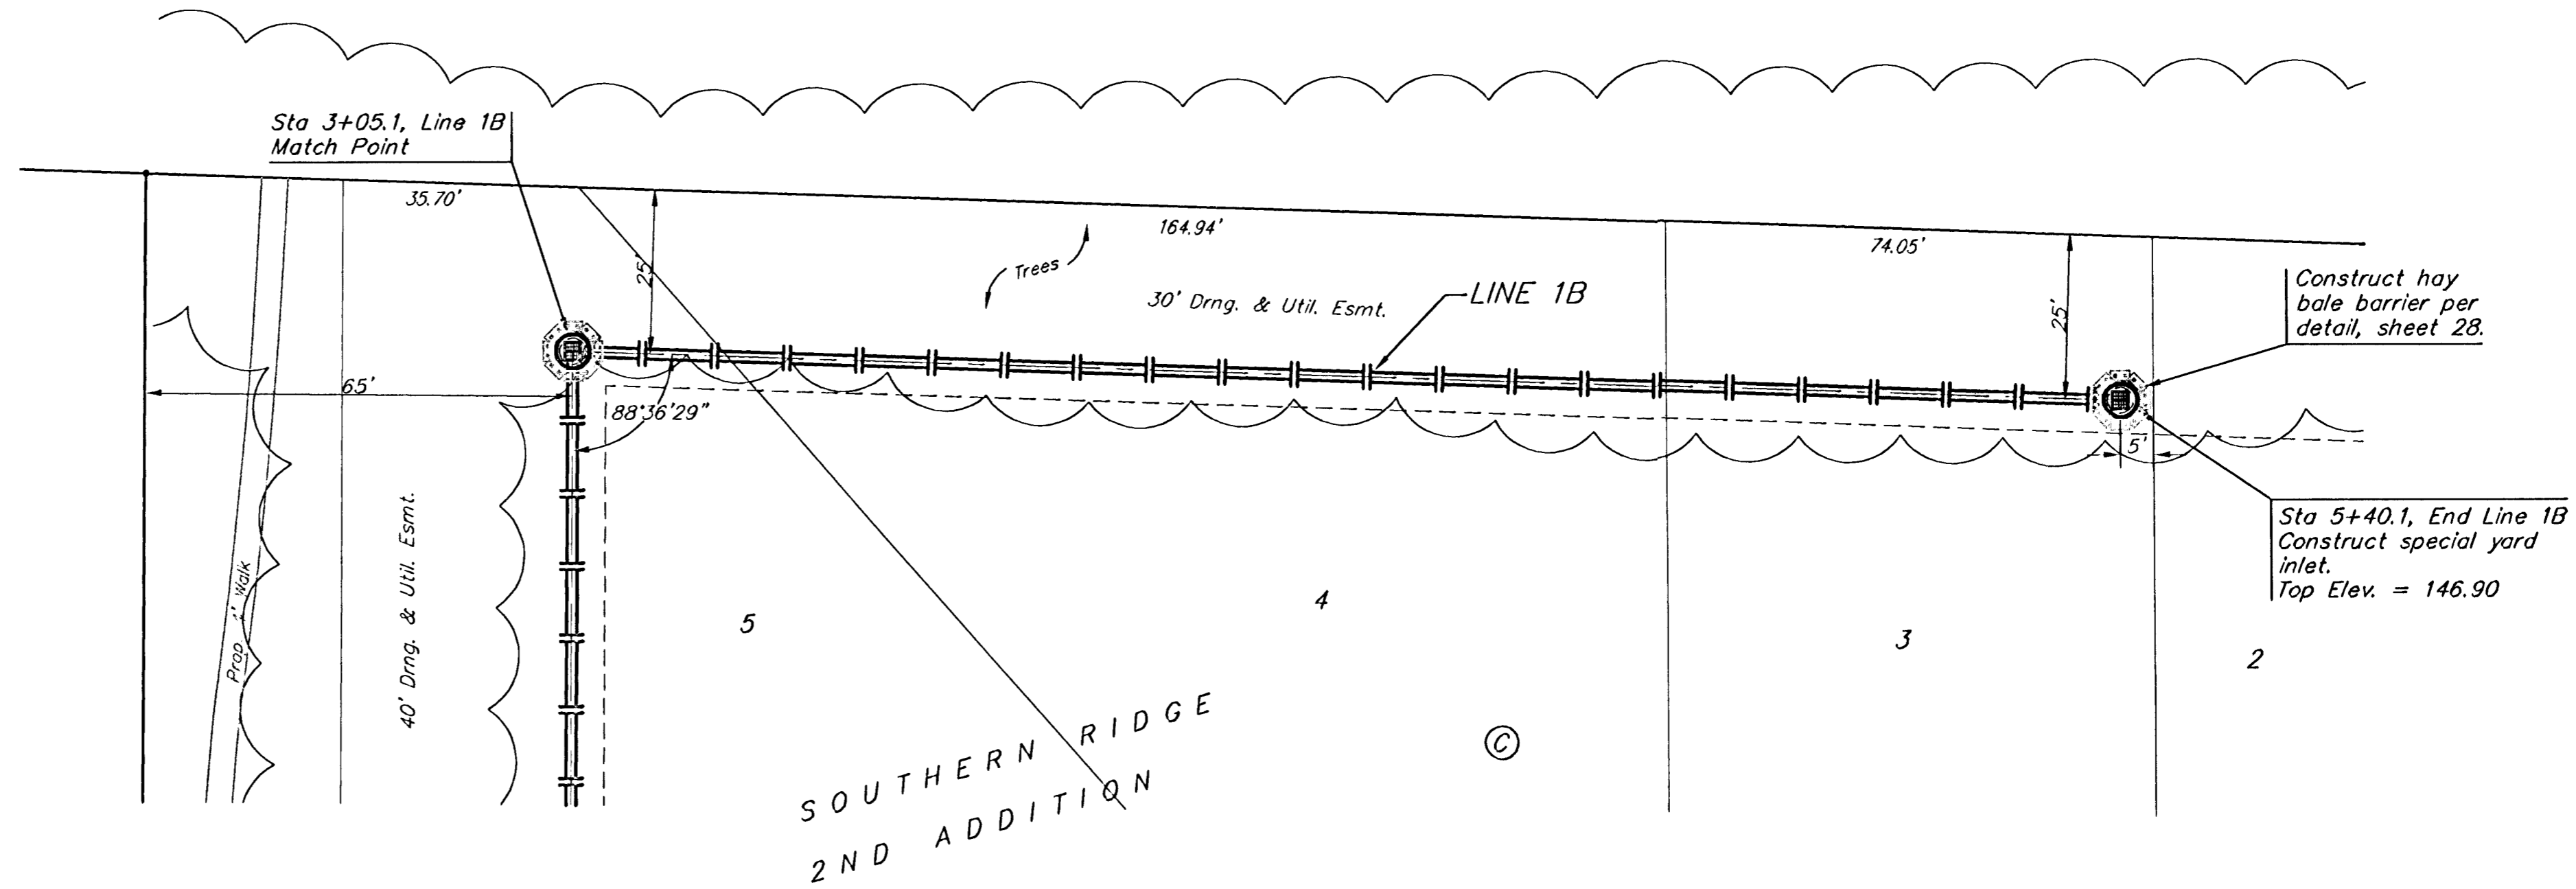 Sta 3+05.1, Line 1B
Match Point
35.70'
164.94'
74.05'
25'
Trees
30' Drng. & Util. Esmt.
LINE 1B
25'
Construct hay
bale barrier per
detail, sheet 28.
65'
88°36'29"
5'
Sta 5+40.1, End Line 1B
Construct special yard
inlet.
Top Elev. = 146.90
40' Drng. & Util. Esmt.
Prop 4' Walk
5
4
3
2
C
SOUTHERN RIDGE
2ND ADDITION